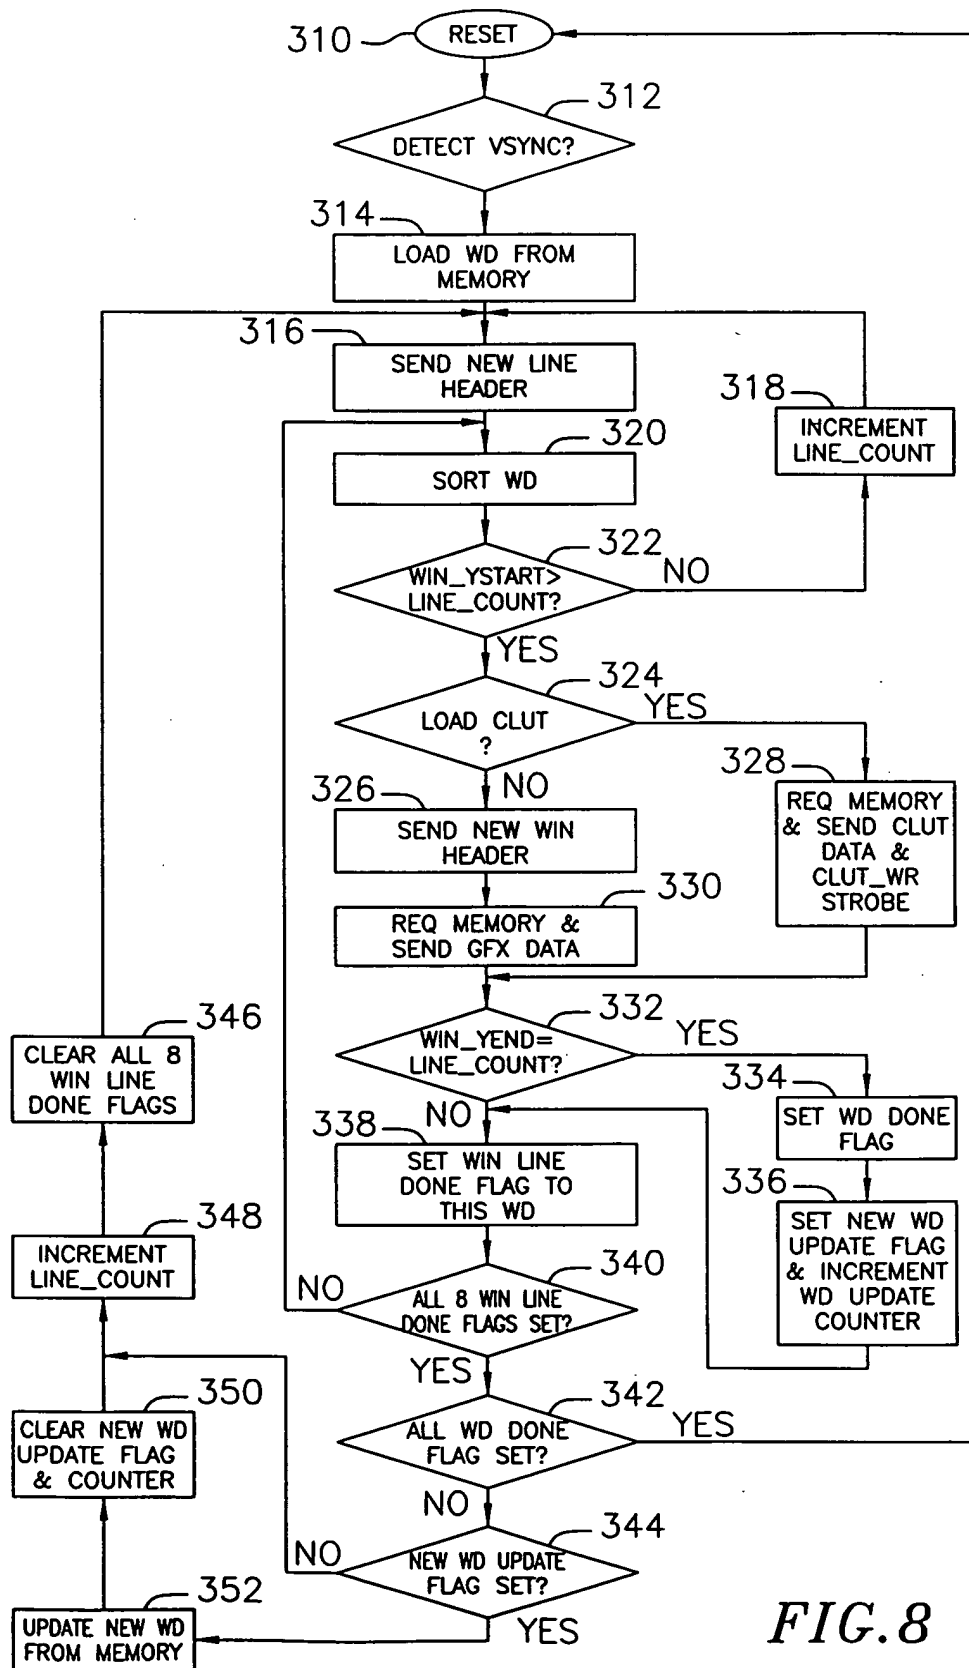 310
RESET
312
DETECT VSYNC?
314
LOAD WD FROM
MEMORY
316
SEND NEW LINE
HEADER
318
INCREMENT
LINE_COUNT
320
SORT WD
322
WIN_YSTART>
LINE_COUNT?
NO
YES
324
LOAD CLUT
?
YES
NO
326
SEND NEW WIN
HEADER
328
REQ MEMORY
& SEND CLUT
DATA &
CLUT_WR
STROBE
330
REQ MEMORY &
SEND GFX DATA
332
WIN_YEND=
LINE_COUNT?
YES
NO
334
SET WD DONE
FLAG
336
SET NEW WD
UPDATE FLAG
& INCREMENT
WD UPDATE
COUNTER
338
SET WIN LINE
DONE FLAG TO
THIS WD
340
ALL 8 WIN LINE
DONE FLAGS SET?
NO
YES
342
ALL WD DONE
FLAG SET?
YES
NO
344
NEW WD UPDATE
FLAG SET?
NO
YES
346
CLEAR ALL 8
WIN LINE
DONE FLAGS
348
INCREMENT
LINE_COUNT
350
CLEAR NEW WD
UPDATE FLAG
& COUNTER
352
UPDATE NEW WD
FROM MEMORY
FIG.8